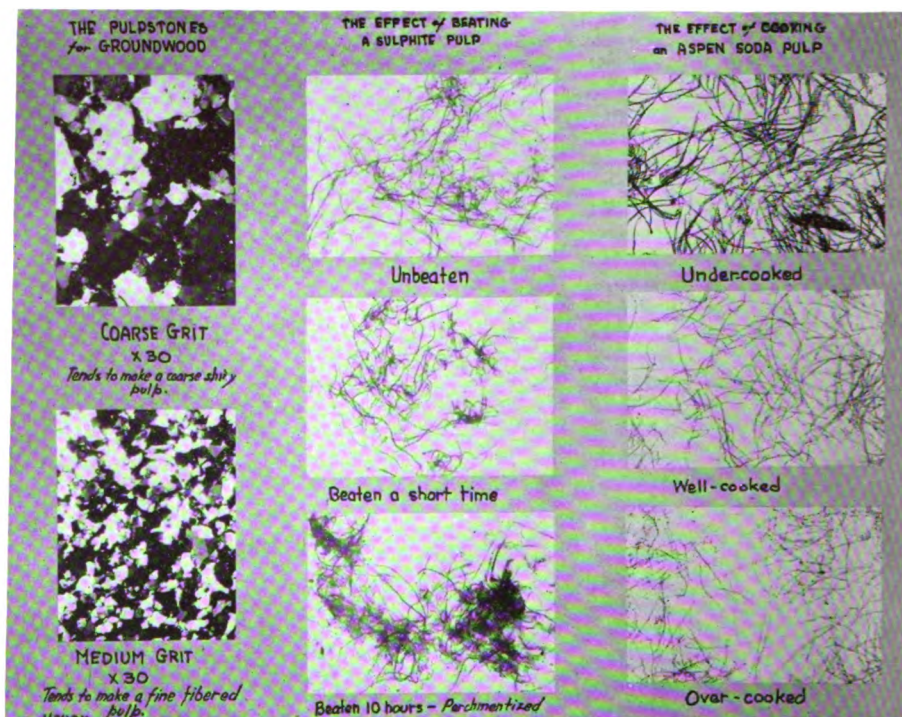 THE PULPSTONES
for GROUNDWOOD
COARSE GRIT
X 30
Tends to make a coarse shivy
pulp.
MEDIUM GRIT
X 30
Tends to make a fine fibered
pulp.
THE EFFECT of BEATING
A SULPHITE PULP
Unbeaten
Beaten a short time
Beaten 10 hours - Parchmentized
THE EFFECT of COOKING
an ASPEN SODA PULP
Under-cooked
Well-cooked
Over-cooked